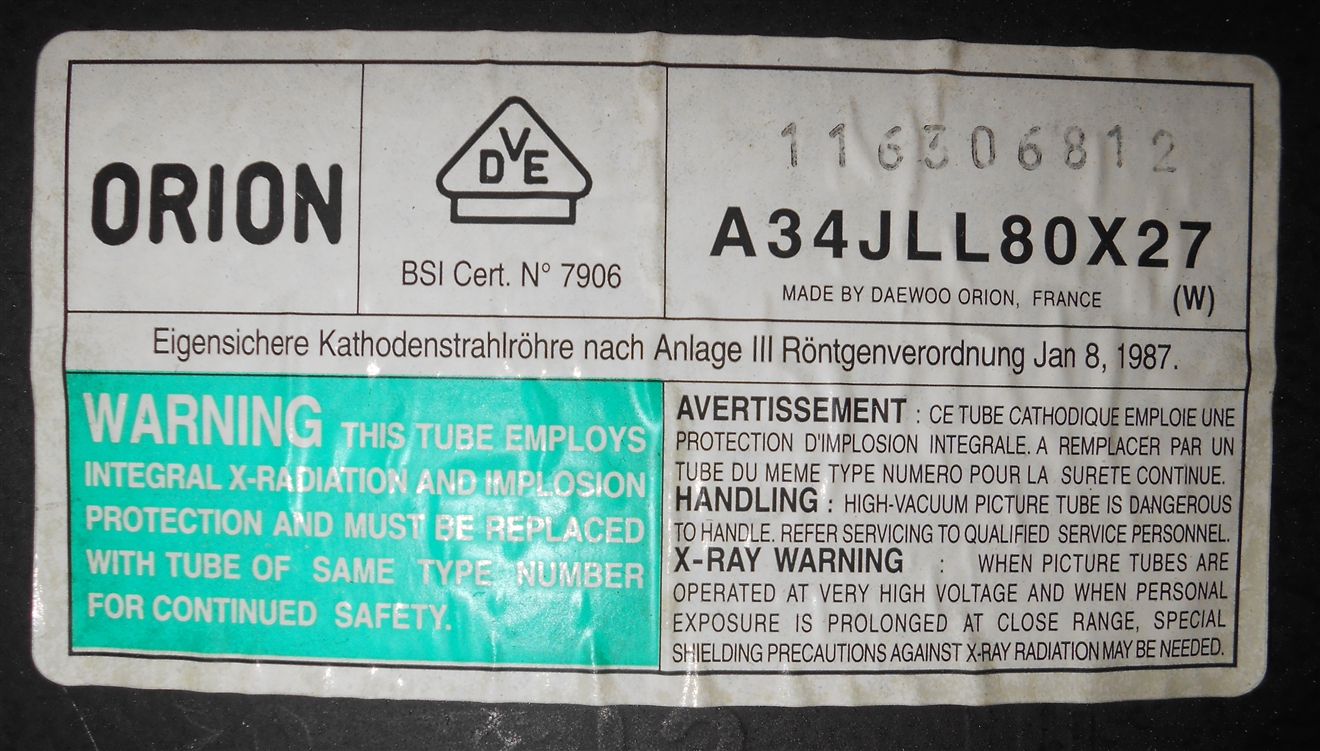 ORION
VDE
BSI Cert. N° 7906
116306812
A34JLL80X27
MADE BY DAEWOO ORION, FRANCE (W)
Eigensichere Kathodenstrahlröhre nach Anlage III Röntgenverordnung Jan 8, 1987.
WARNING THIS TUBE EMPLOYS
INTEGRAL X-RADIATION AND IMPLOSION
PROTECTION AND MUST BE REPLACED
WITH TUBE OF SAME TYPE NUMBER
FOR CONTINUED SAFETY.
AVERTISSEMENT : CE TUBE CATHODIQUE EMPLOIE UNE
PROTECTION D'IMPLOSION INTEGRALE. A REMPLACER PAR UN
TUBE DU MEME TYPE NUMERO POUR LA SURETE CONTINUE.
HANDLING : HIGH-VACUUM PICTURE TUBE IS DANGEROUS
TO HANDLE. REFER SERVICING TO QUALIFIED SERVICE PERSONNEL.
X-RAY WARNING : WHEN PICTURE TUBES ARE
OPERATED AT VERY HIGH VOLTAGE AND WHEN PERSONAL
EXPOSURE IS PROLONGED AT CLOSE RANGE, SPECIAL
SHIELDING PRECAUTIONS AGAINST X-RAY RADIATION MAY BE NEEDED.